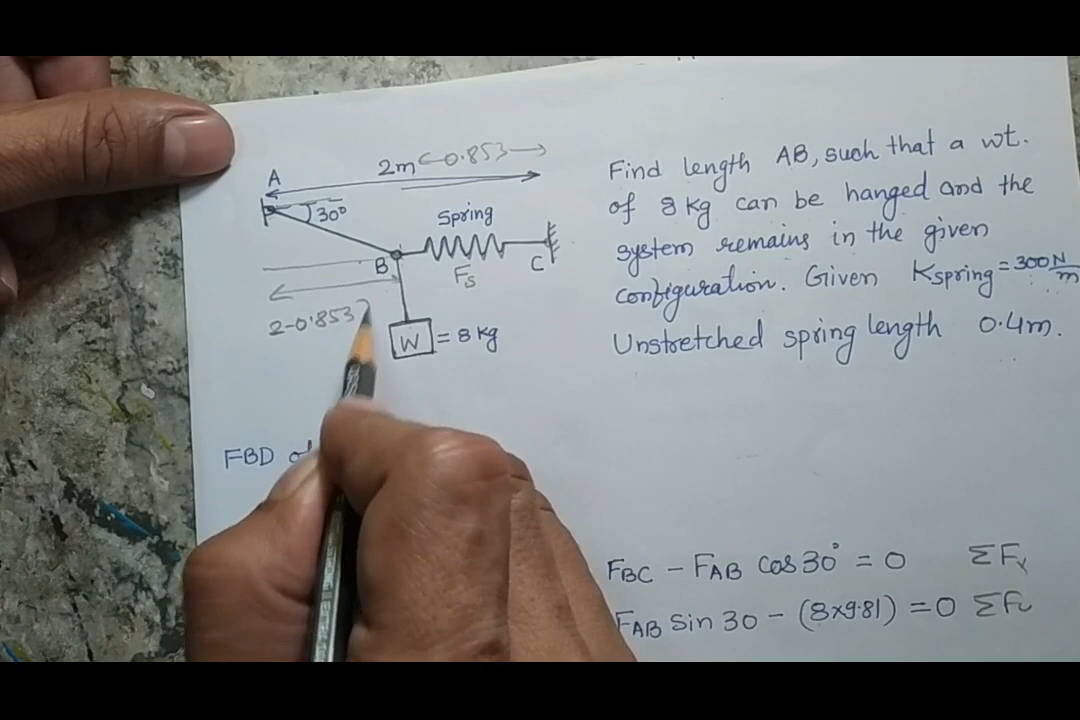 2m <-0.853->
A
30°
Spring
B
Fs
C
2-0.853
W = 8 kg
Find length AB, such that a wt.
of 8 kg can be hanged and the
system remains in the given
configuration. Given Kspring = 300 N/m
Unstretched spring length 0.4m.
FBD of
FBC - FAB cos 30° = 0 ΣFx
FAB sin 30 - (8×9.81) = 0